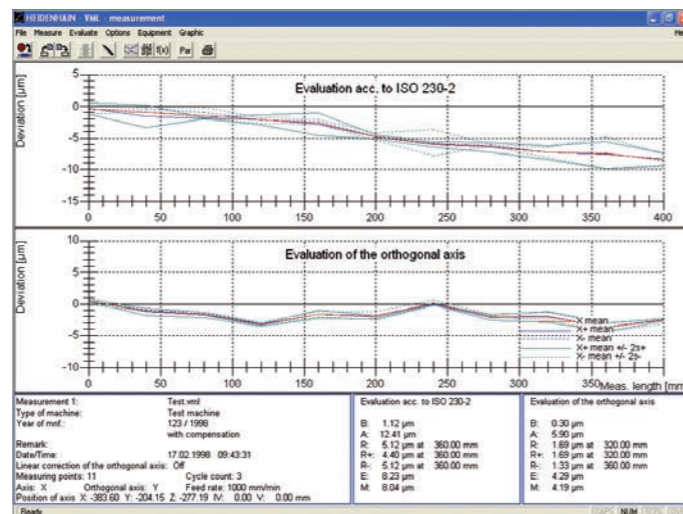 HEIDENHAIN - VML - measurement
File Measure Evaluate Options Equipment Graphic
f(x) Par
Evaluation acc. to ISO 230-2
Deviation [µm]
5
0
-5
-10
-15
0 50 100 150 200 250 300 350 400
Evaluation of the orthogonal axis
Deviation [µm]
10
5
0
-5
-10
X mean
X+ mean
X- mean
X+ mean +/- 2s+
X- mean +/- 2s-
0 50 100 150 200 250 300 350 Meas. length [mm]
Measurement 1: Test.vml
Type of machine: Test machine
Year of mnf.: 123 / 1998
with compensation
Remark:
Date/Time: 17.02.1998 09:43:31
Linear correction of the orthogonal axis: Off
Measuring points: 11 Cycle count: 3
Axis: X Orthogonal axis: Y Feed rate: 1000 mm/min
Position of axis X: -383.60 Y: -204.15 Z: -277.19 IV: 0.00 V: 0.00 mm
Evaluation acc. to ISO 230-2
B: 1.12 µm
A: 12.41 µm
R: 5.12 µm at 360.00 mm
R+: 4.40 µm at 360.00 mm
R-: 5.12 µm at 360.00 mm
E: 8.23 µm
M: 8.04 µm
Evaluation of the orthogonal axis
B: 0.30 µm
A: 5.90 µm
R: 1.69 µm at 320.00 mm
R+: 1.69 µm at 320.00 mm
R-: 1.33 µm at 360.00 mm
E: 4.29 µm
M: 4.19 µm
CAPS NUM